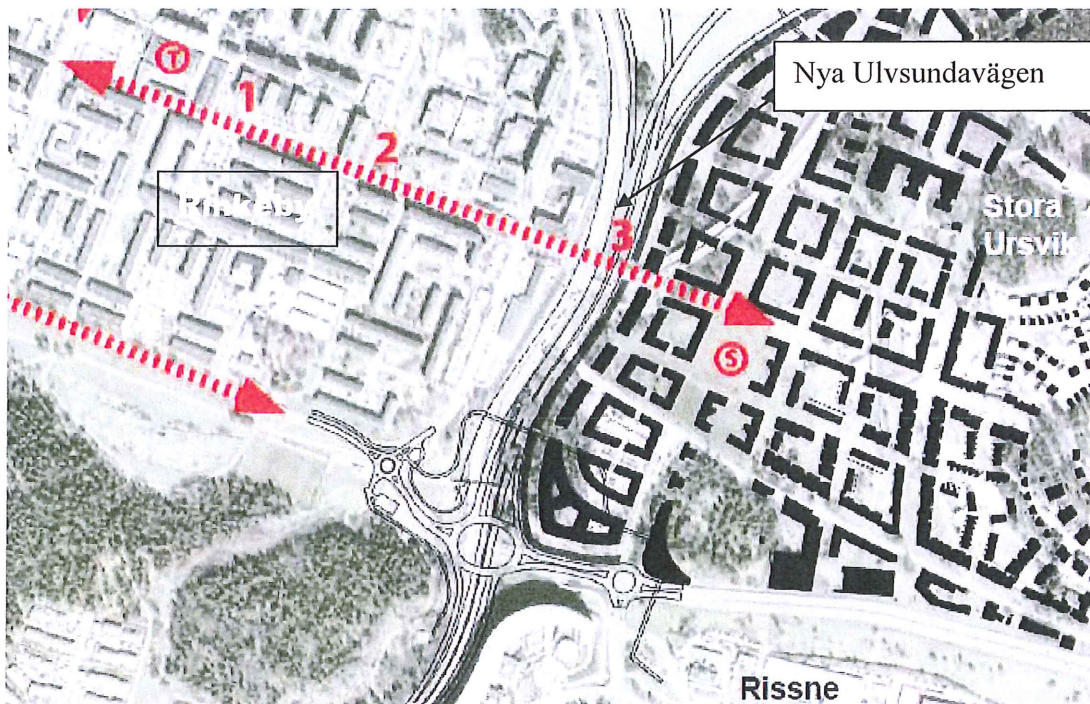 T
1
Nya Ulvsundavägen
2
Rinkeby
Stora
Ursvik
3
S
Rissne